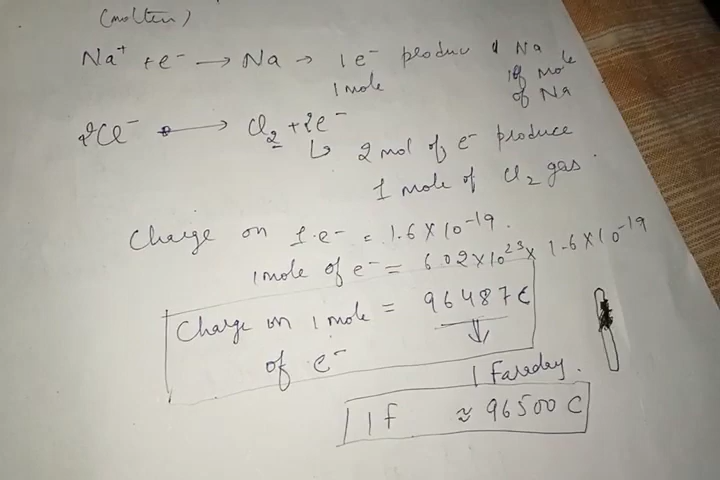 (molten)
Na⁺ + e⁻ → Na → 1 e⁻ produce 1 Na
1 mole 1 of mole
of Na
2Cl⁻ → Cl₂ + 2e⁻
↳ 2 mol of e⁻ produce
1 mole of Cl₂ gas.
Charge on 1 e⁻ = 1.6 × 10⁻¹⁹.
1 mole of e⁻ = 6.02 × 10²³ × 1.6 × 10⁻¹⁹
Charge on 1 mole = 96487 C
of e⁻
1 Faraday.
1 F ≈ 96500 C